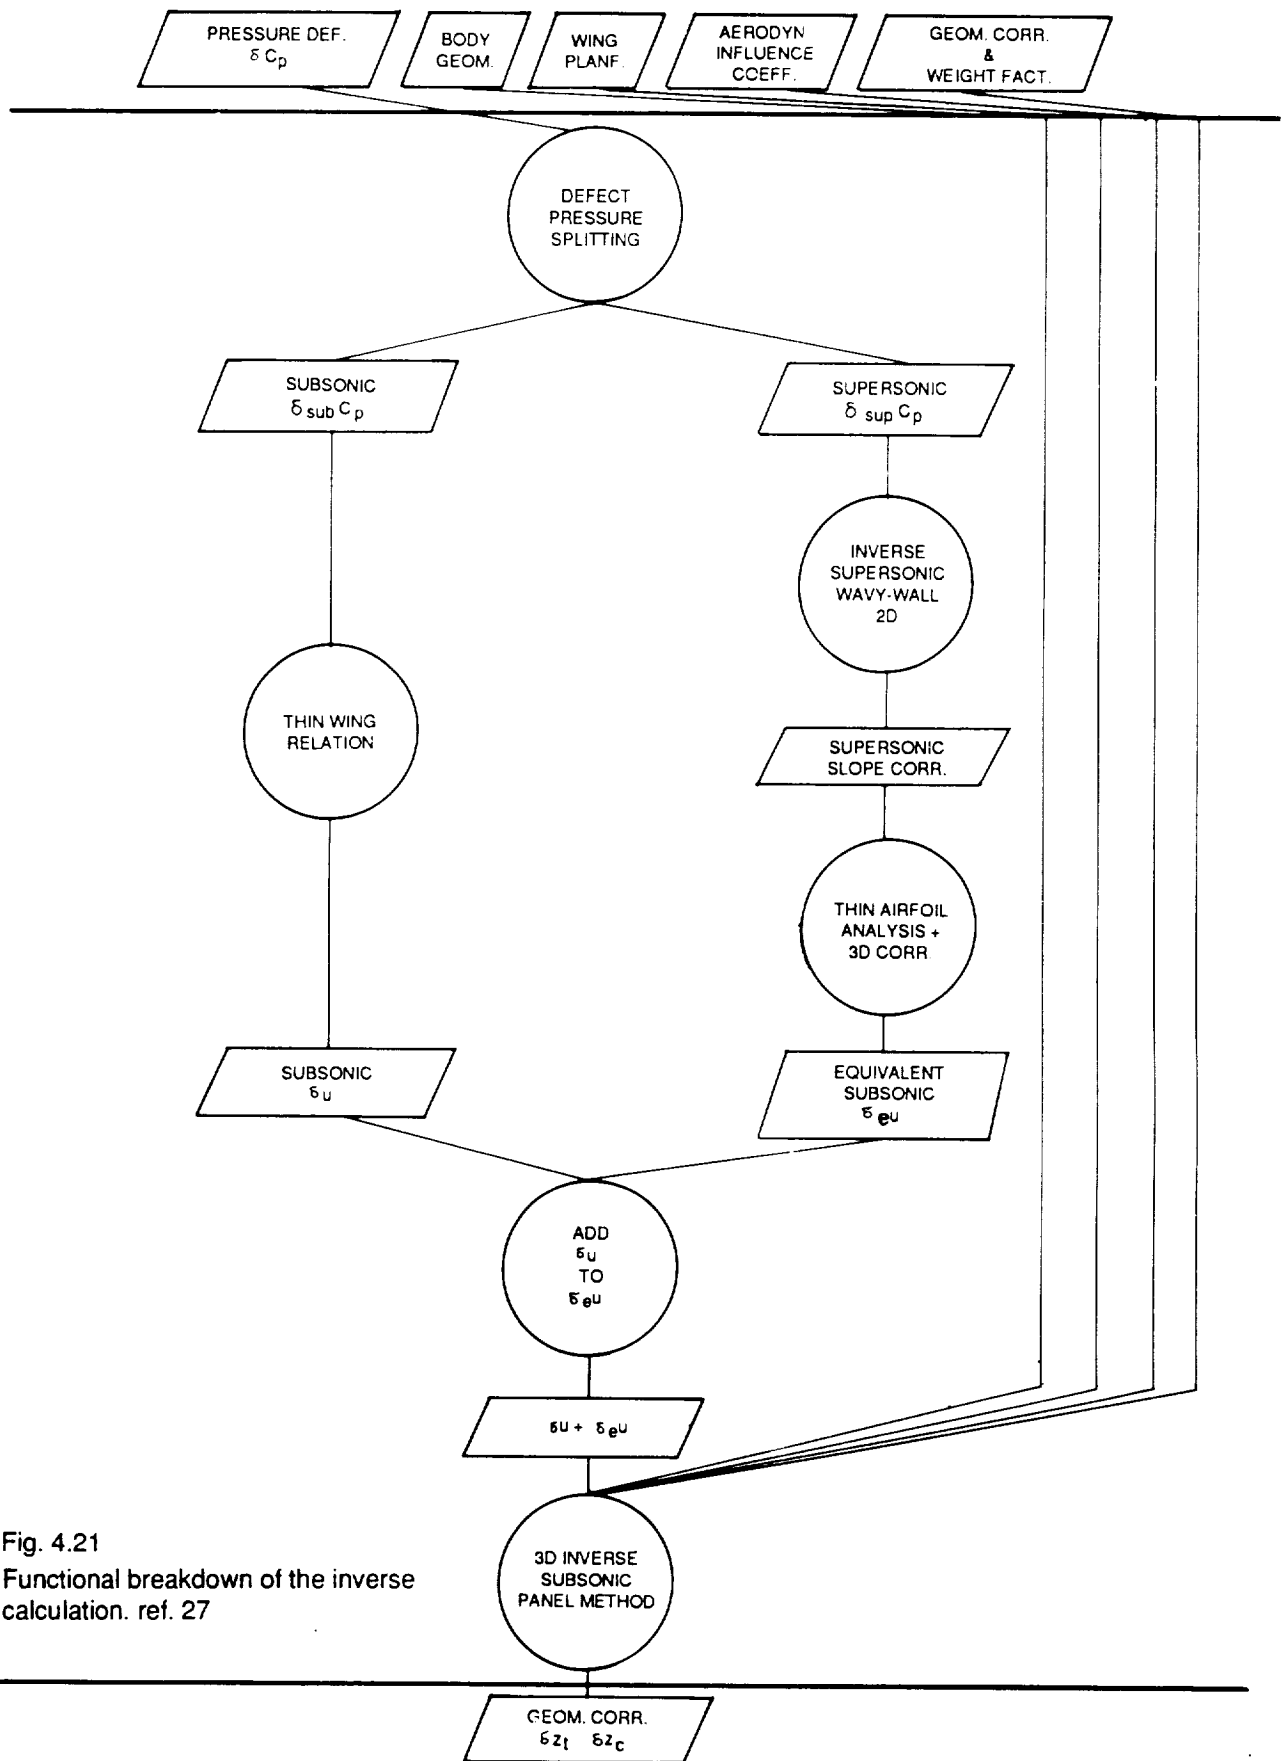 PRESSURE DEF.
δ Cp
BODY
GEOM.
WING
PLANF.
AERODYN
INFLUENCE
COEFF.
GEOM. CORR.
&
WEIGHT FACT.
DEFECT
PRESSURE
SPLITTING
SUBSONIC
δ sub Cp
SUPERSONIC
δ sup Cp
INVERSE
SUPERSONIC
WAVY-WALL
2D
THIN WING
RELATION
SUPERSONIC
SLOPE CORR.
THIN AIRFOIL
ANALYSIS +
3D CORR
SUBSONIC
δu
EQUIVALENT
SUBSONIC
δeu
ADD
δu
TO
δeu
δu + δeu
3D INVERSE
SUBSONIC
PANEL METHOD
GEOM. CORR.
δzt δzc
Fig. 4.21
Functional breakdown of the inverse
calculation. ref. 27